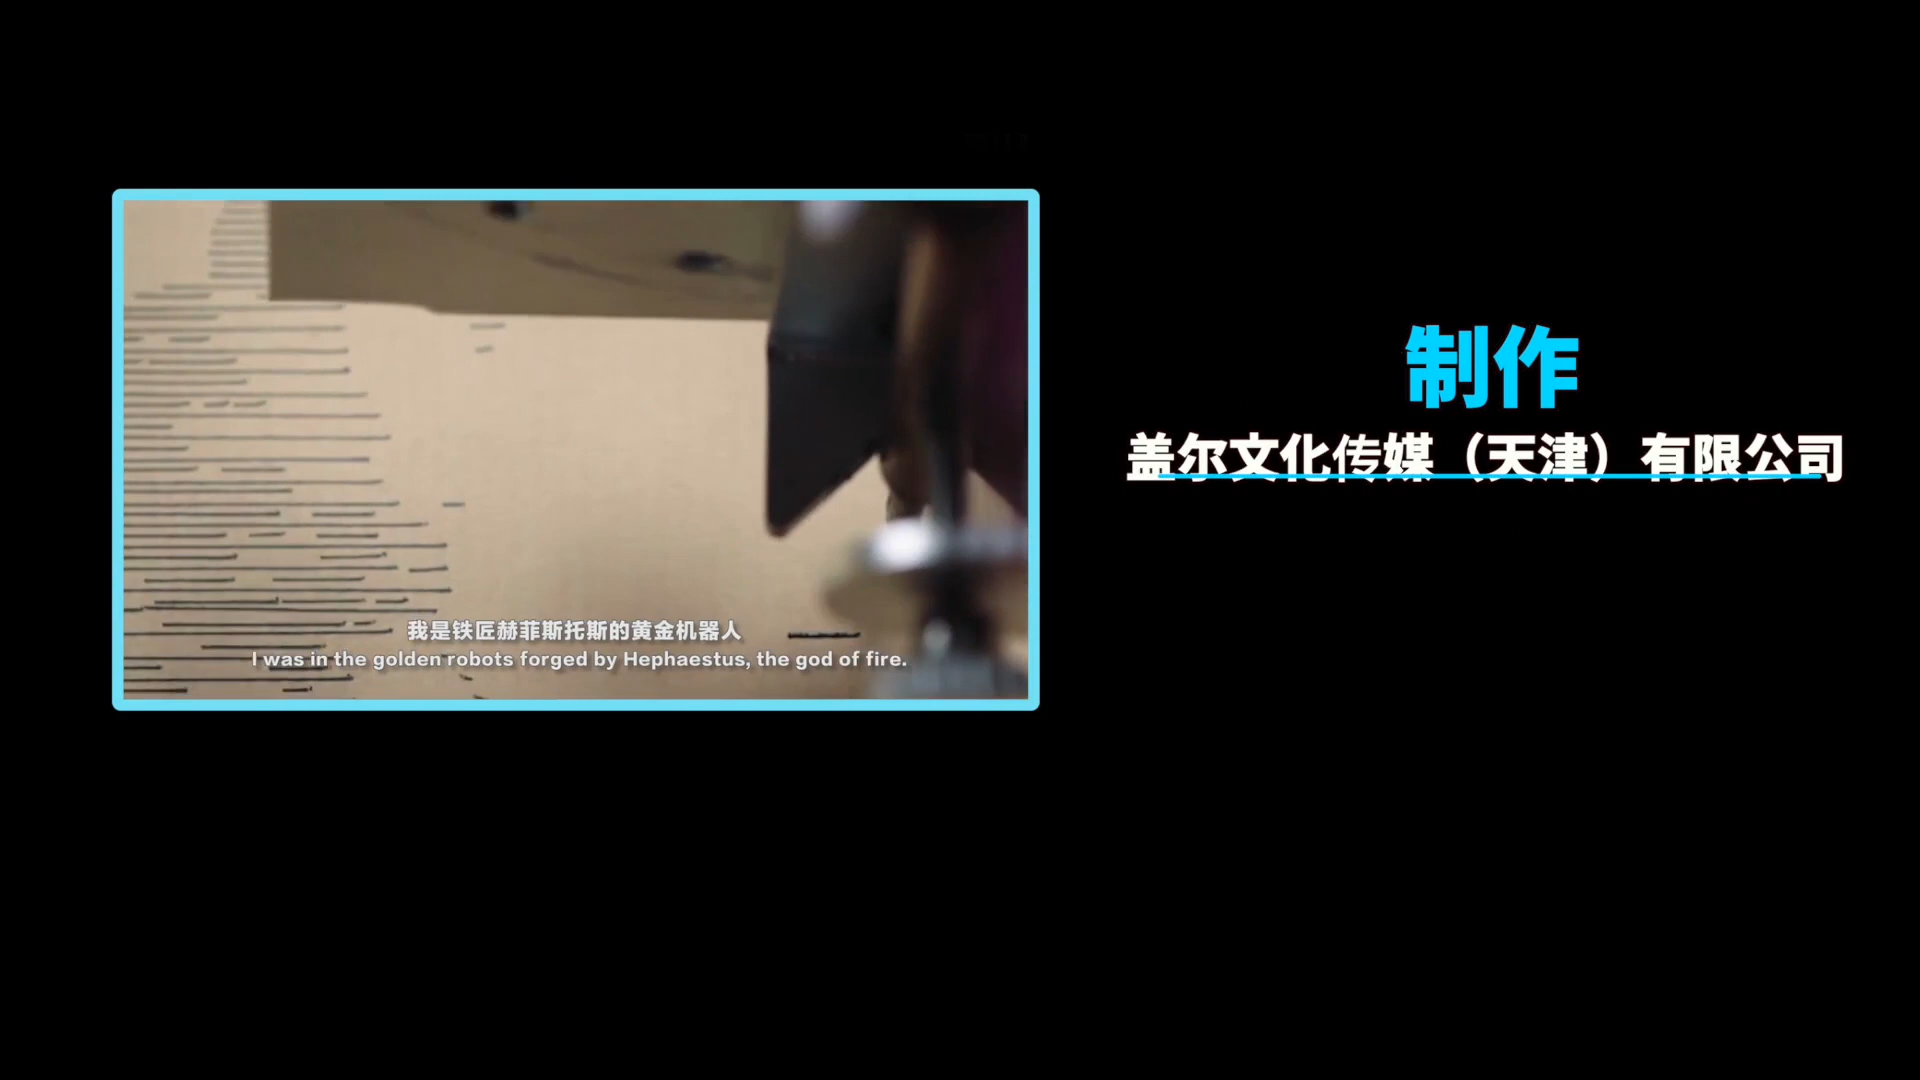 我是铁匠赫菲斯托斯的黄金机器人
I was in the golden robots forged by Hephaestus, the god of fire.
制作
盖尔文化传媒（天津）有限公司